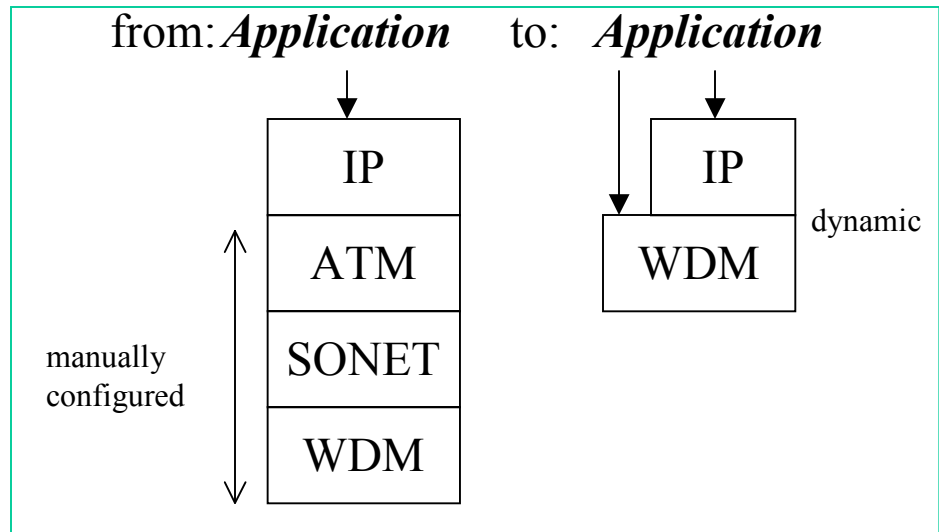 from: Application to: Application
IP
ATM
SONET
WDM
manually
configured
IP
WDM
dynamic